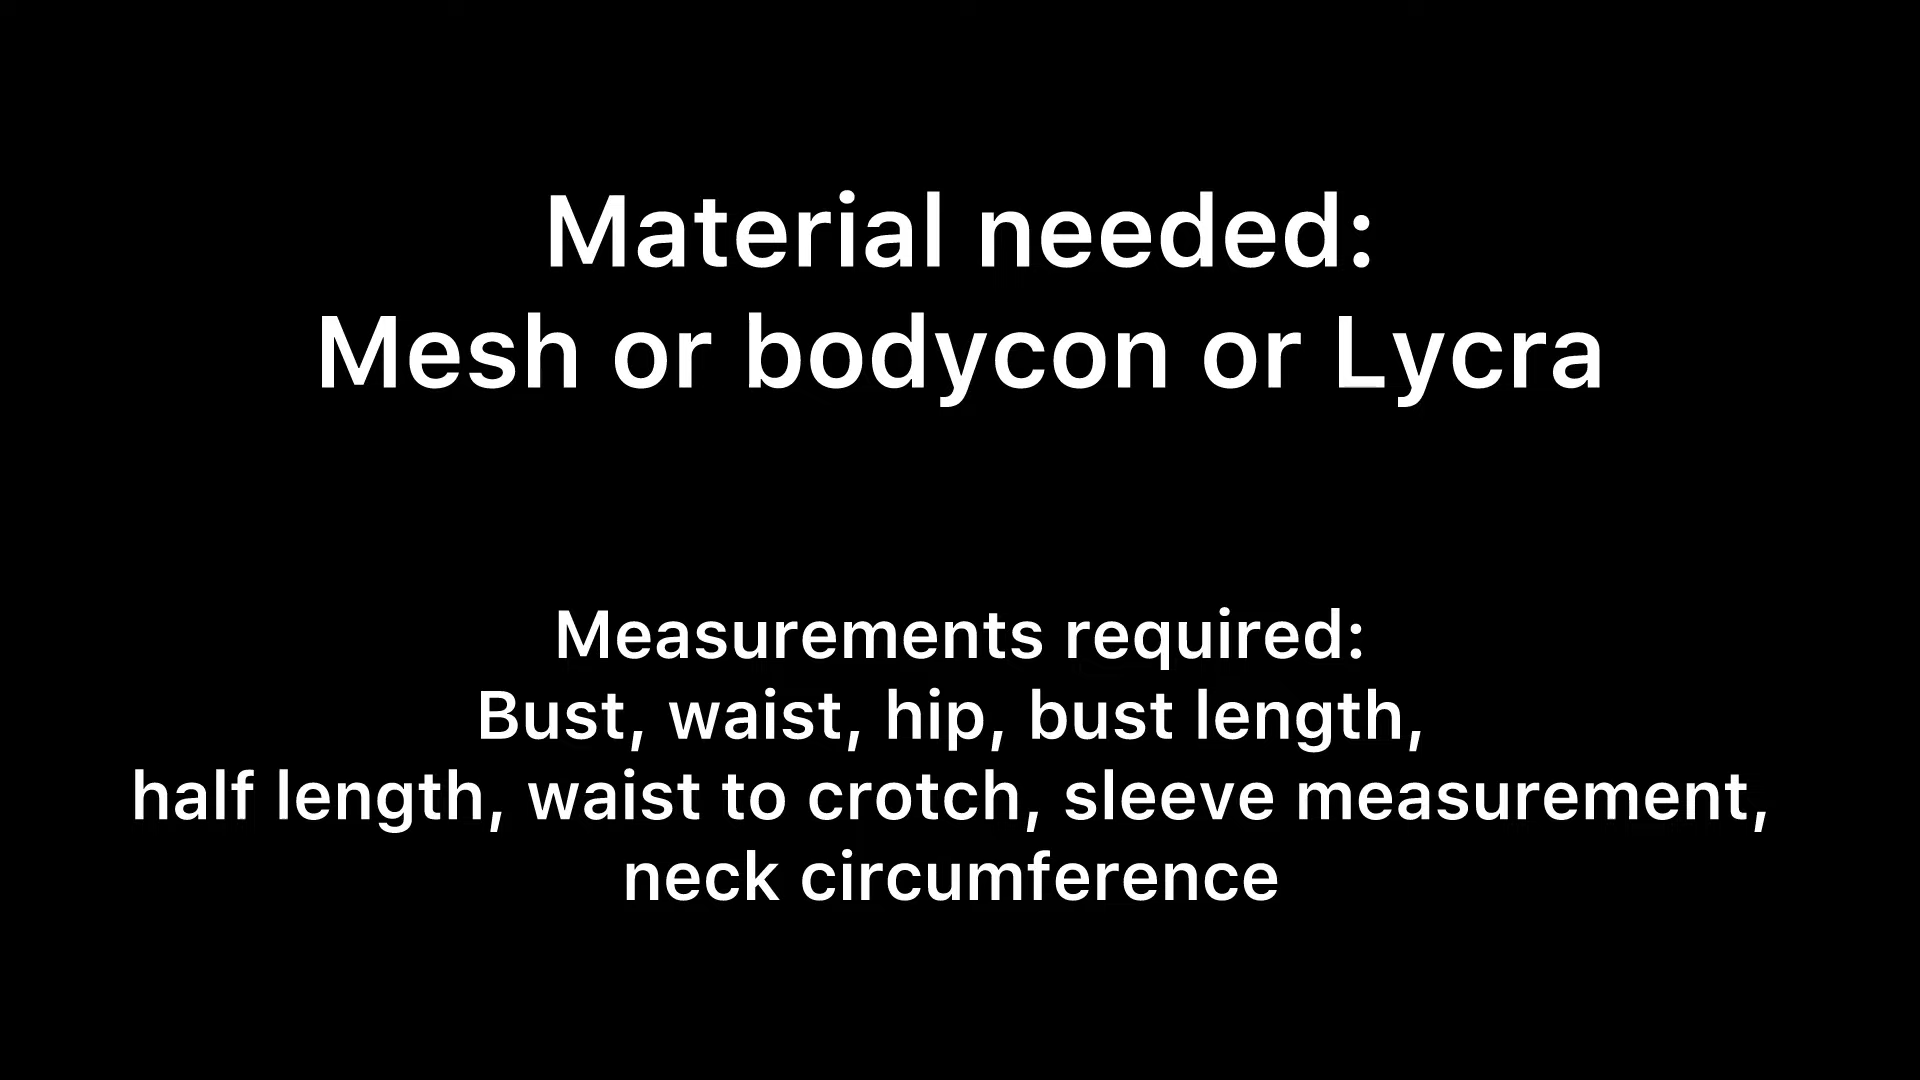 Material needed:
Mesh or bodycon or Lycra
Measurements required:
Bust, waist, hip, bust length,
half length, waist to crotch, sleeve measurement,
neck circumference